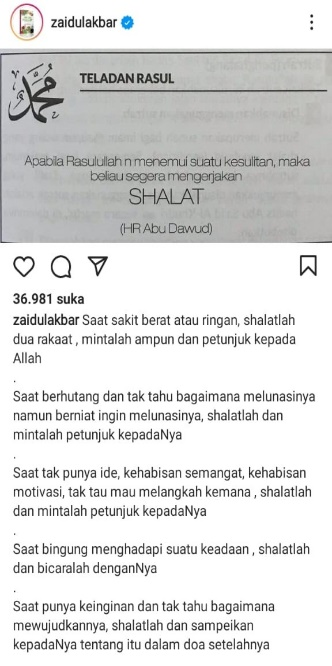 zaidulakbar
محمد
TELADAN RASUL
Apabila Rasulullah n menemui suatu kesulitan, maka
beliau segera mengerjakan
SHALAT
(HR Abu Dawud)
36.981 suka
zaidulakbar Saat sakit berat atau ringan, shalatlah
dua rakaat , mintalah ampun dan petunjuk kepada
Allah
.
Saat berhutang dan tak tahu bagaimana melunasinya
namun berniat ingin melunasinya, shalatlah dan
mintalah petunjuk kepadaNya
.
Saat tak punya ide, kehabisan semangat, kehabisan
motivasi, tak tau mau melangkah kemana , shalatlah
dan mintalah petunjuk kepadaNya
.
Saat bingung menghadapi suatu keadaan , shalatlah
dan bicaralah denganNya
.
Saat punya keinginan dan tak tahu bagaimana
mewujudkannya, shalatlah dan sampeikan
kepadaNya tentang itu dalam doa setelahnya